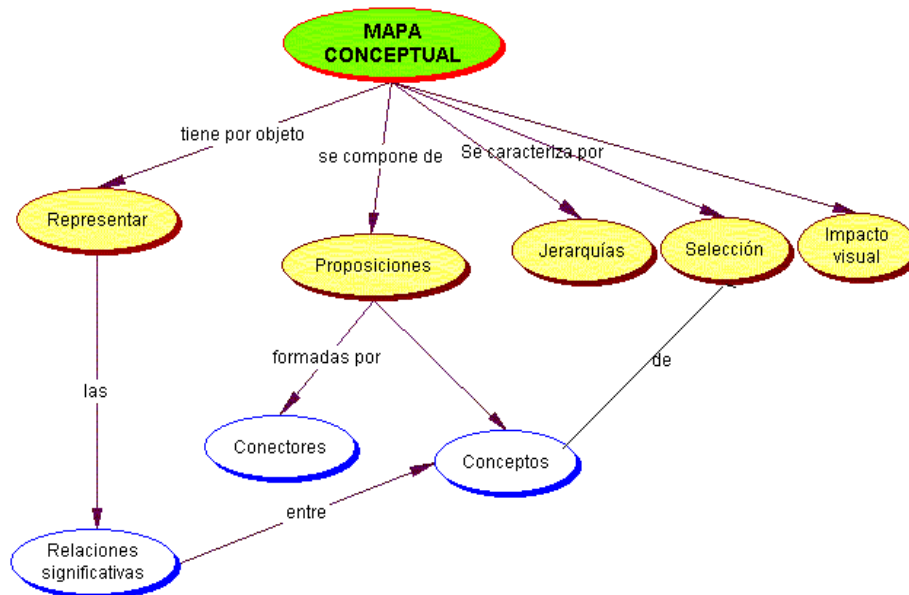 MAPA
CONCEPTUAL
tiene por objeto
se compone de
Se caracteriza por
Representar
Proposiciones
Jerarquías
Selección
Impacto
visual
formadas por
de
las
Conectores
Conceptos
entre
Relaciones
significativas